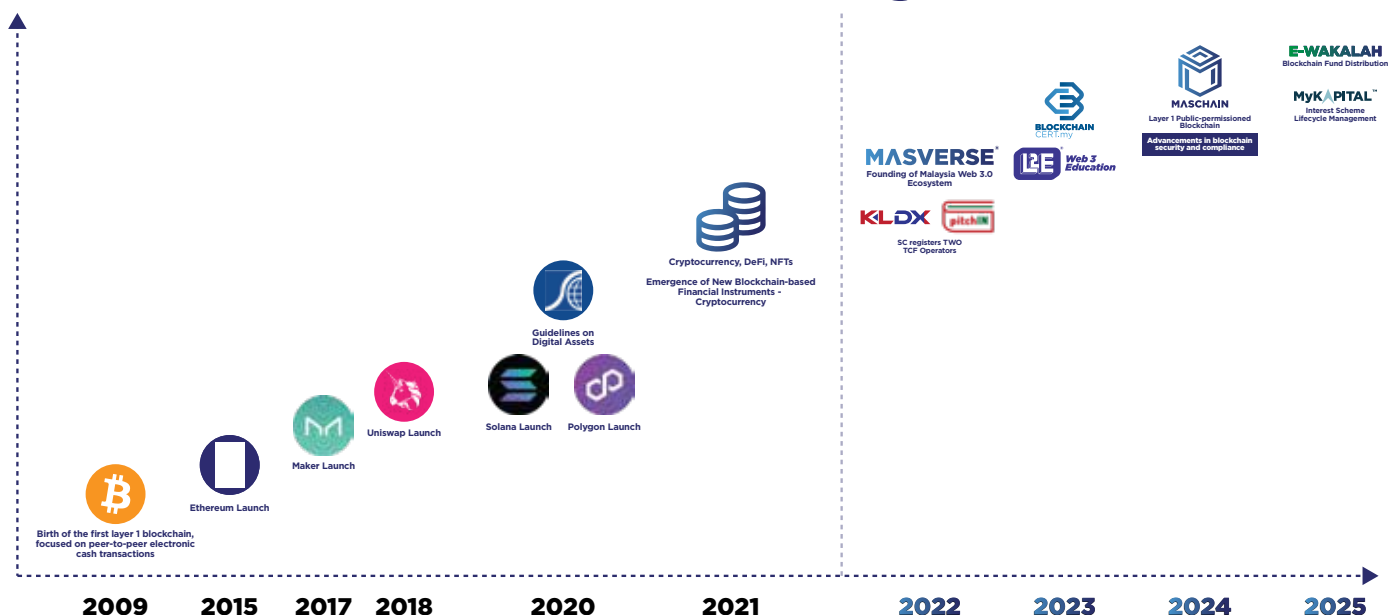 Birth of the first layer 1 blockchain,
focused on peer-to-peer electronic
cash transactions
Ethereum Launch
Maker Launch
Uniswap Launch
Guidelines on
Digital Assets
Solana Launch
Polygon Launch
Cryptocurrency, DeFi, NFTs
Emergence of New Blockchain-based
Financial Instruments -
Cryptocurrency
MASVERSE®
Founding of Malaysia Web 3.0
Ecosystem
KLDX
pitchIN
SC registers TWO
TCF Operators
BLOCKCHAIN
CERT.my
L2E
Web 3
Education
MASCHAIN
Layer 1 Public-permissioned
Blockchain
Advancements in blockchain
security and compliance
E-WAKALAH
Blockchain Fund Distribution
MyKAPITAL™
Interest Scheme
Lifecycle Management
2009
2015
2017
2018
2020
2021
2022
2023
2024
2025